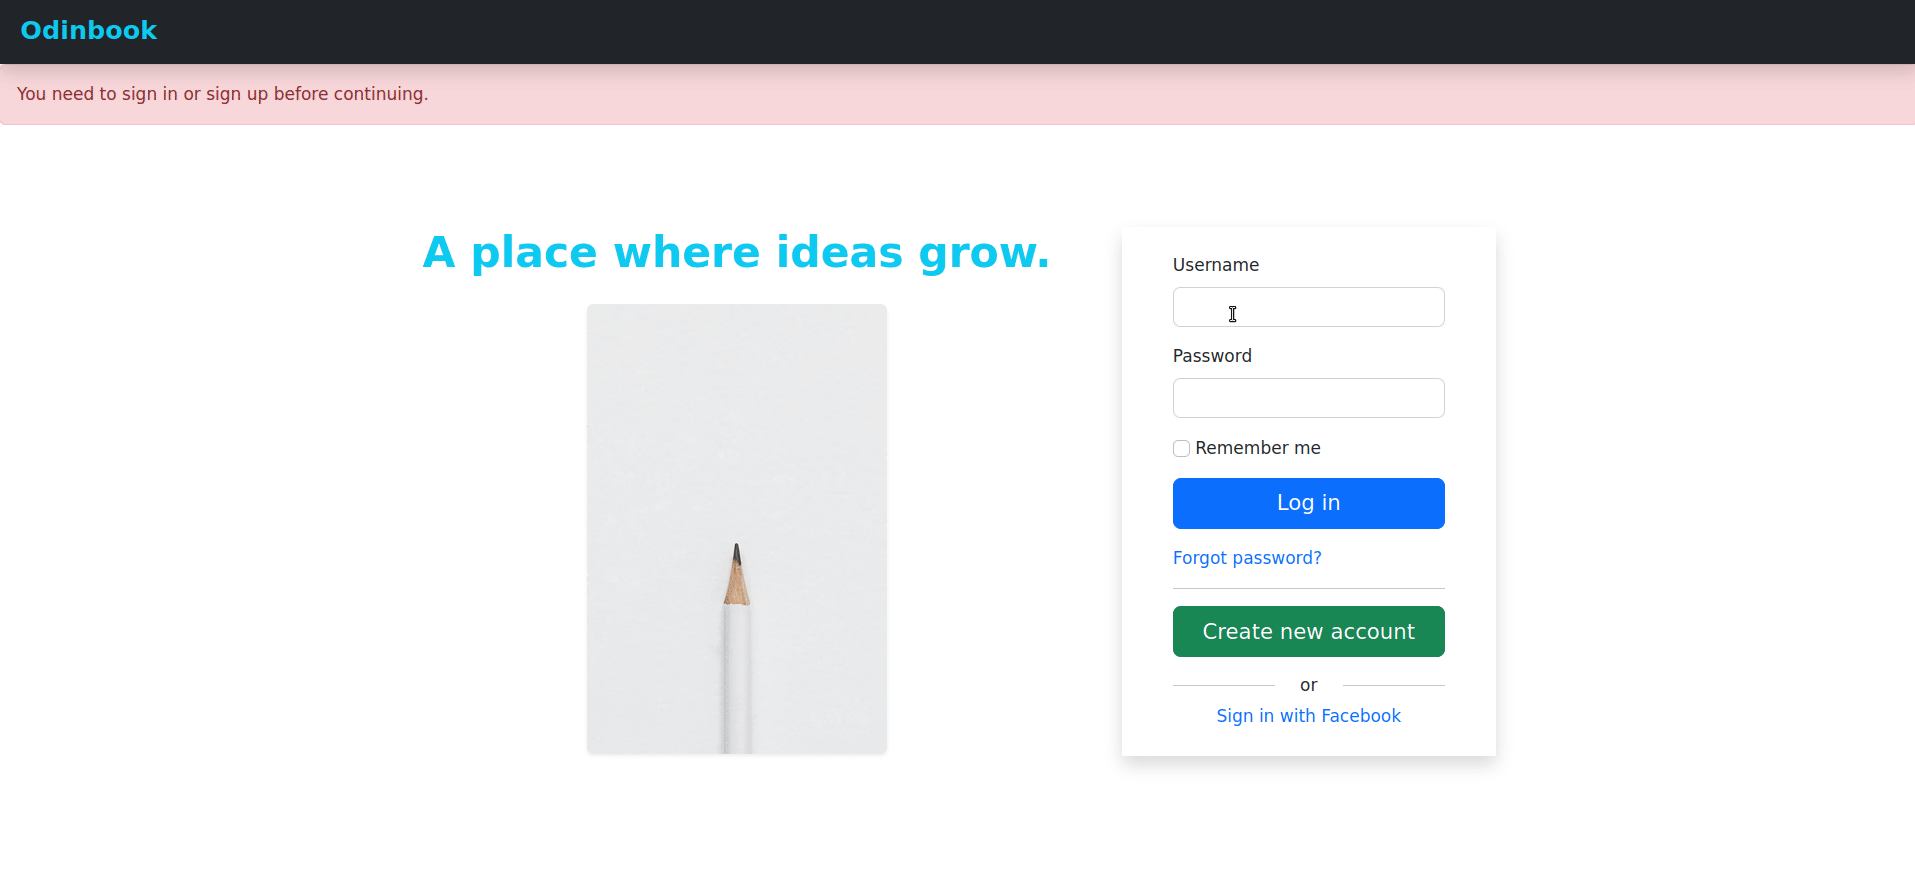 Odinbook
You need to sign in or sign up before continuing.
A place where ideas grow.
Username
Password
Remember me
Log in
Forgot password?
Create new account
or
Sign in with Facebook